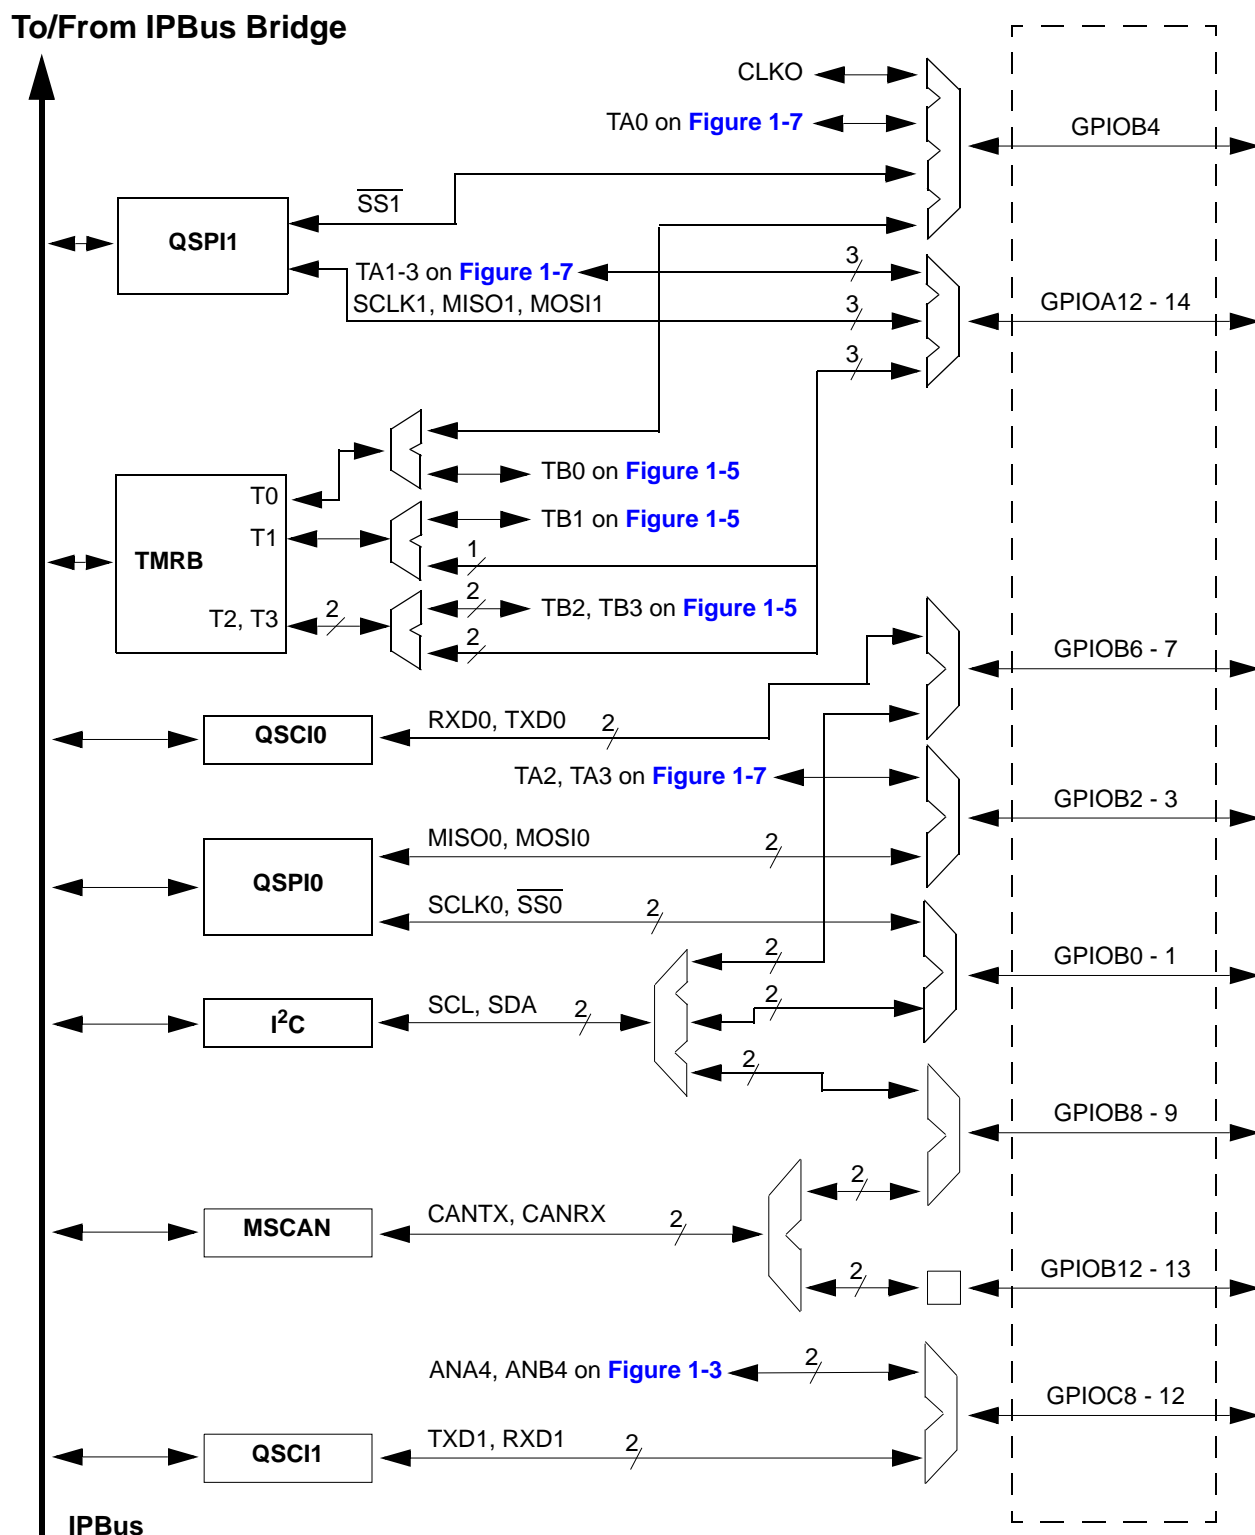 To/From IPBus Bridge
CLKO
TA0 on Figure 1-7
GPIOB4
SS1
QSPI1
TA1-3 on Figure 1-7
3
SCLK1, MISO1, MOSI1
3
GPIOA12 - 14
3
TB0 on Figure 1-5
T0
TB1 on Figure 1-5
T1
TMRB
1
2
TB2, TB3 on Figure 1-5
T2, T3
2
2
GPIOB6 - 7
RXD0, TXD0
2
QSCI0
TA2, TA3 on Figure 1-7
GPIOB2 - 3
MISO0, MOSI0
2
QSPI0
SCLK0, SS0
2
2
GPIOB0 - 1
SCL, SDA
2
2
I²C
2
GPIOB8 - 9
2
CANTX, CANRX
2
MSCAN
2
GPIOB12 - 13
ANA4, ANB4 on Figure 1-3
2
GPIOC8 - 12
TXD1, RXD1
2
QSCI1
IPBus